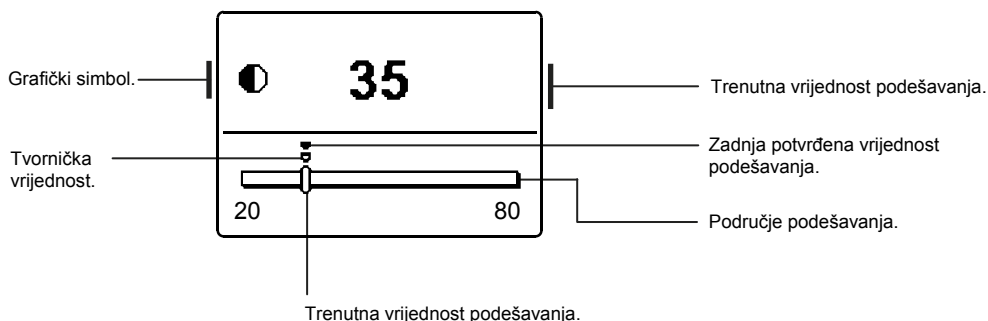 35
Grafički simbol.
Trenutna vrijednost podešavanja.
Zadnja potvrđena vrijednost
podešavanja.
Tvornička
vrijednost.
20
80
Područje podešavanja.
Trenutna vrijednost podešavanja.